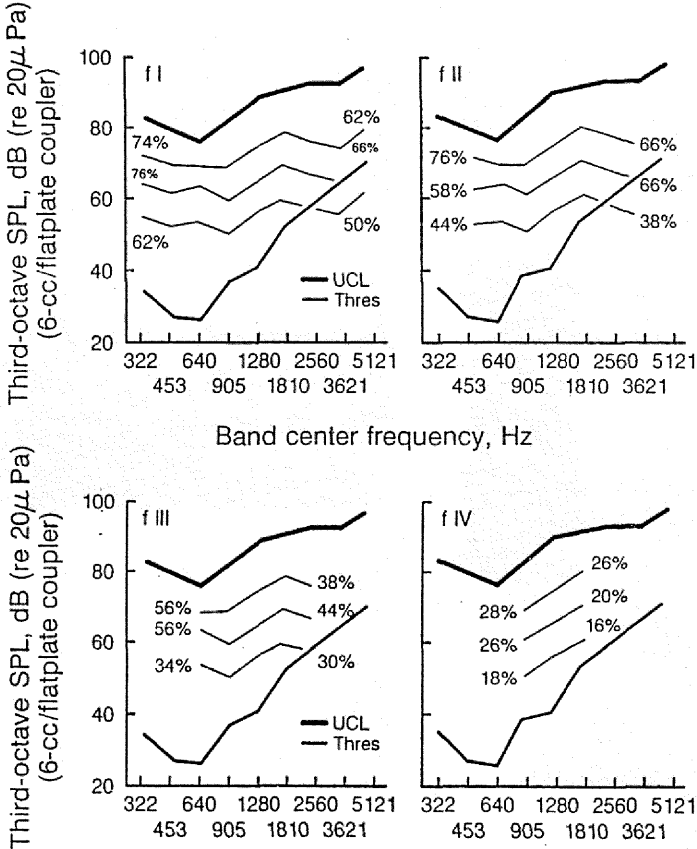 Third-octave SPL, dB (re 20μ Pa)
(6-cc/flatplate coupler)
100
80
60
40
20
f I
74%
76%
62%
62%
66%
50%
UCL
Thres
322 640 1280 2560 5121
453 905 1810 3621
f II
76%
58%
44%
66%
66%
38%
322 640 1280 2560 5121
453 905 1810 3621
Band center frequency, Hz
Third-octave SPL, dB (re 20μ Pa)
(6-cc/flatplate coupler)
100
80
60
40
20
f III
56%
56%
34%
38%
44%
30%
UCL
Thres
322 640 1280 2560 5121
453 905 1810 3621
f IV
28%
26%
18%
26%
20%
16%
322 640 1280 2560 5121
453 905 1810 3621